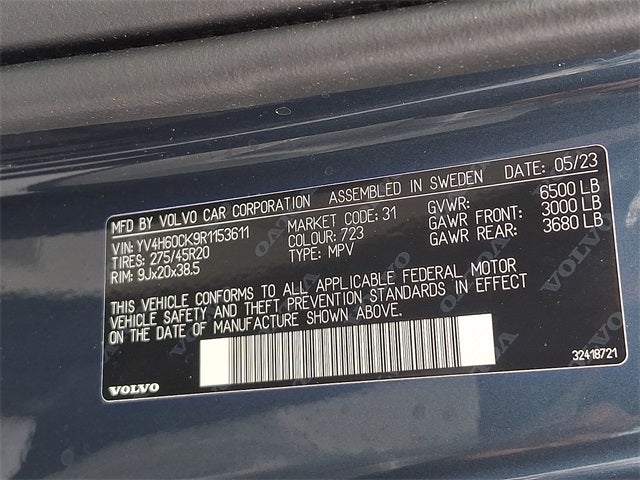 MFD BY VOLVO CAR CORPORATION ASSEMBLED IN SWEDEN DATE: 05/23
VIN: YV4H60CK9R1153611 MARKET CODE: 31 GVWR: 6500 LB
TIRES: 275/45R20 COLOUR: 723 GAWR FRONT: 3000 LB
RIM: 9Jx20x38.5 TYPE: MPV GAWR REAR: 3680 LB
THIS VEHICLE CONFORMS TO ALL APPLICABLE FEDERAL MOTOR
VEHICLE SAFETY AND THEFT PREVENTION STANDARDS IN EFFECT
ON THE DATE OF MANUFACTURE SHOWN ABOVE.
32418721
VOLVO